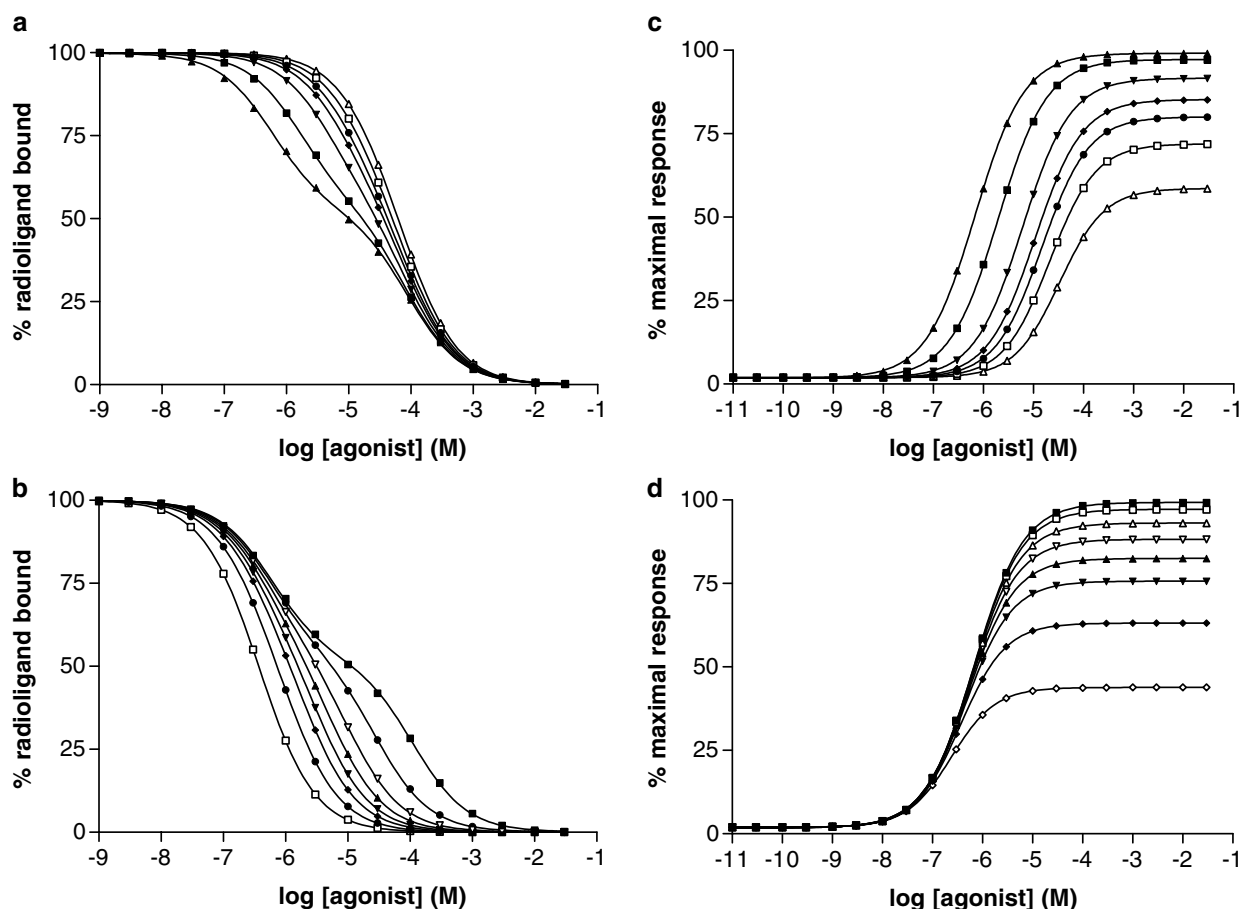 a
% radioligand bound
100
75
50
25
0
-9 -8 -7 -6 -5 -4 -3 -2 -1
log [agonist] (M)
c
% maximal response
100
75
50
25
0
-11 -10 -9 -8 -7 -6 -5 -4 -3 -2 -1
log [agonist] (M)
b
% radioligand bound
100
75
50
25
0
-9 -8 -7 -6 -5 -4 -3 -2 -1
log [agonist] (M)
d
% maximal response
100
75
50
25
0
-11 -10 -9 -8 -7 -6 -5 -4 -3 -2 -1
log [agonist] (M)